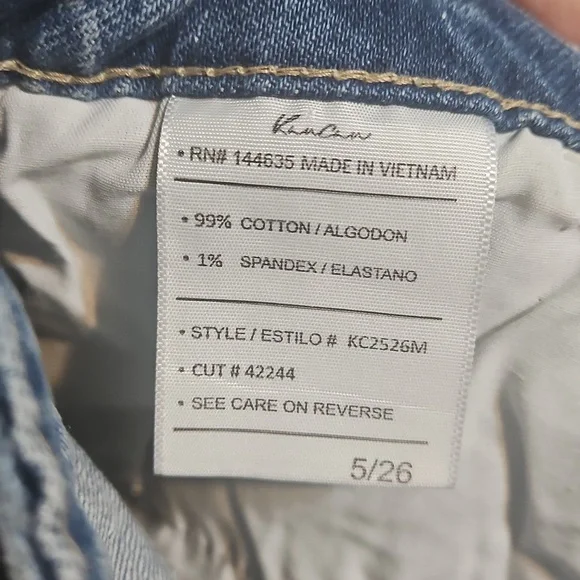 KanCan
• RN# 144635 MADE IN VIETNAM
• 99% COTTON / ALGODON
• 1% SPANDEX / ELASTANO
• STYLE / ESTILO # KC2526M
• CUT # 42244
• SEE CARE ON REVERSE
5/26